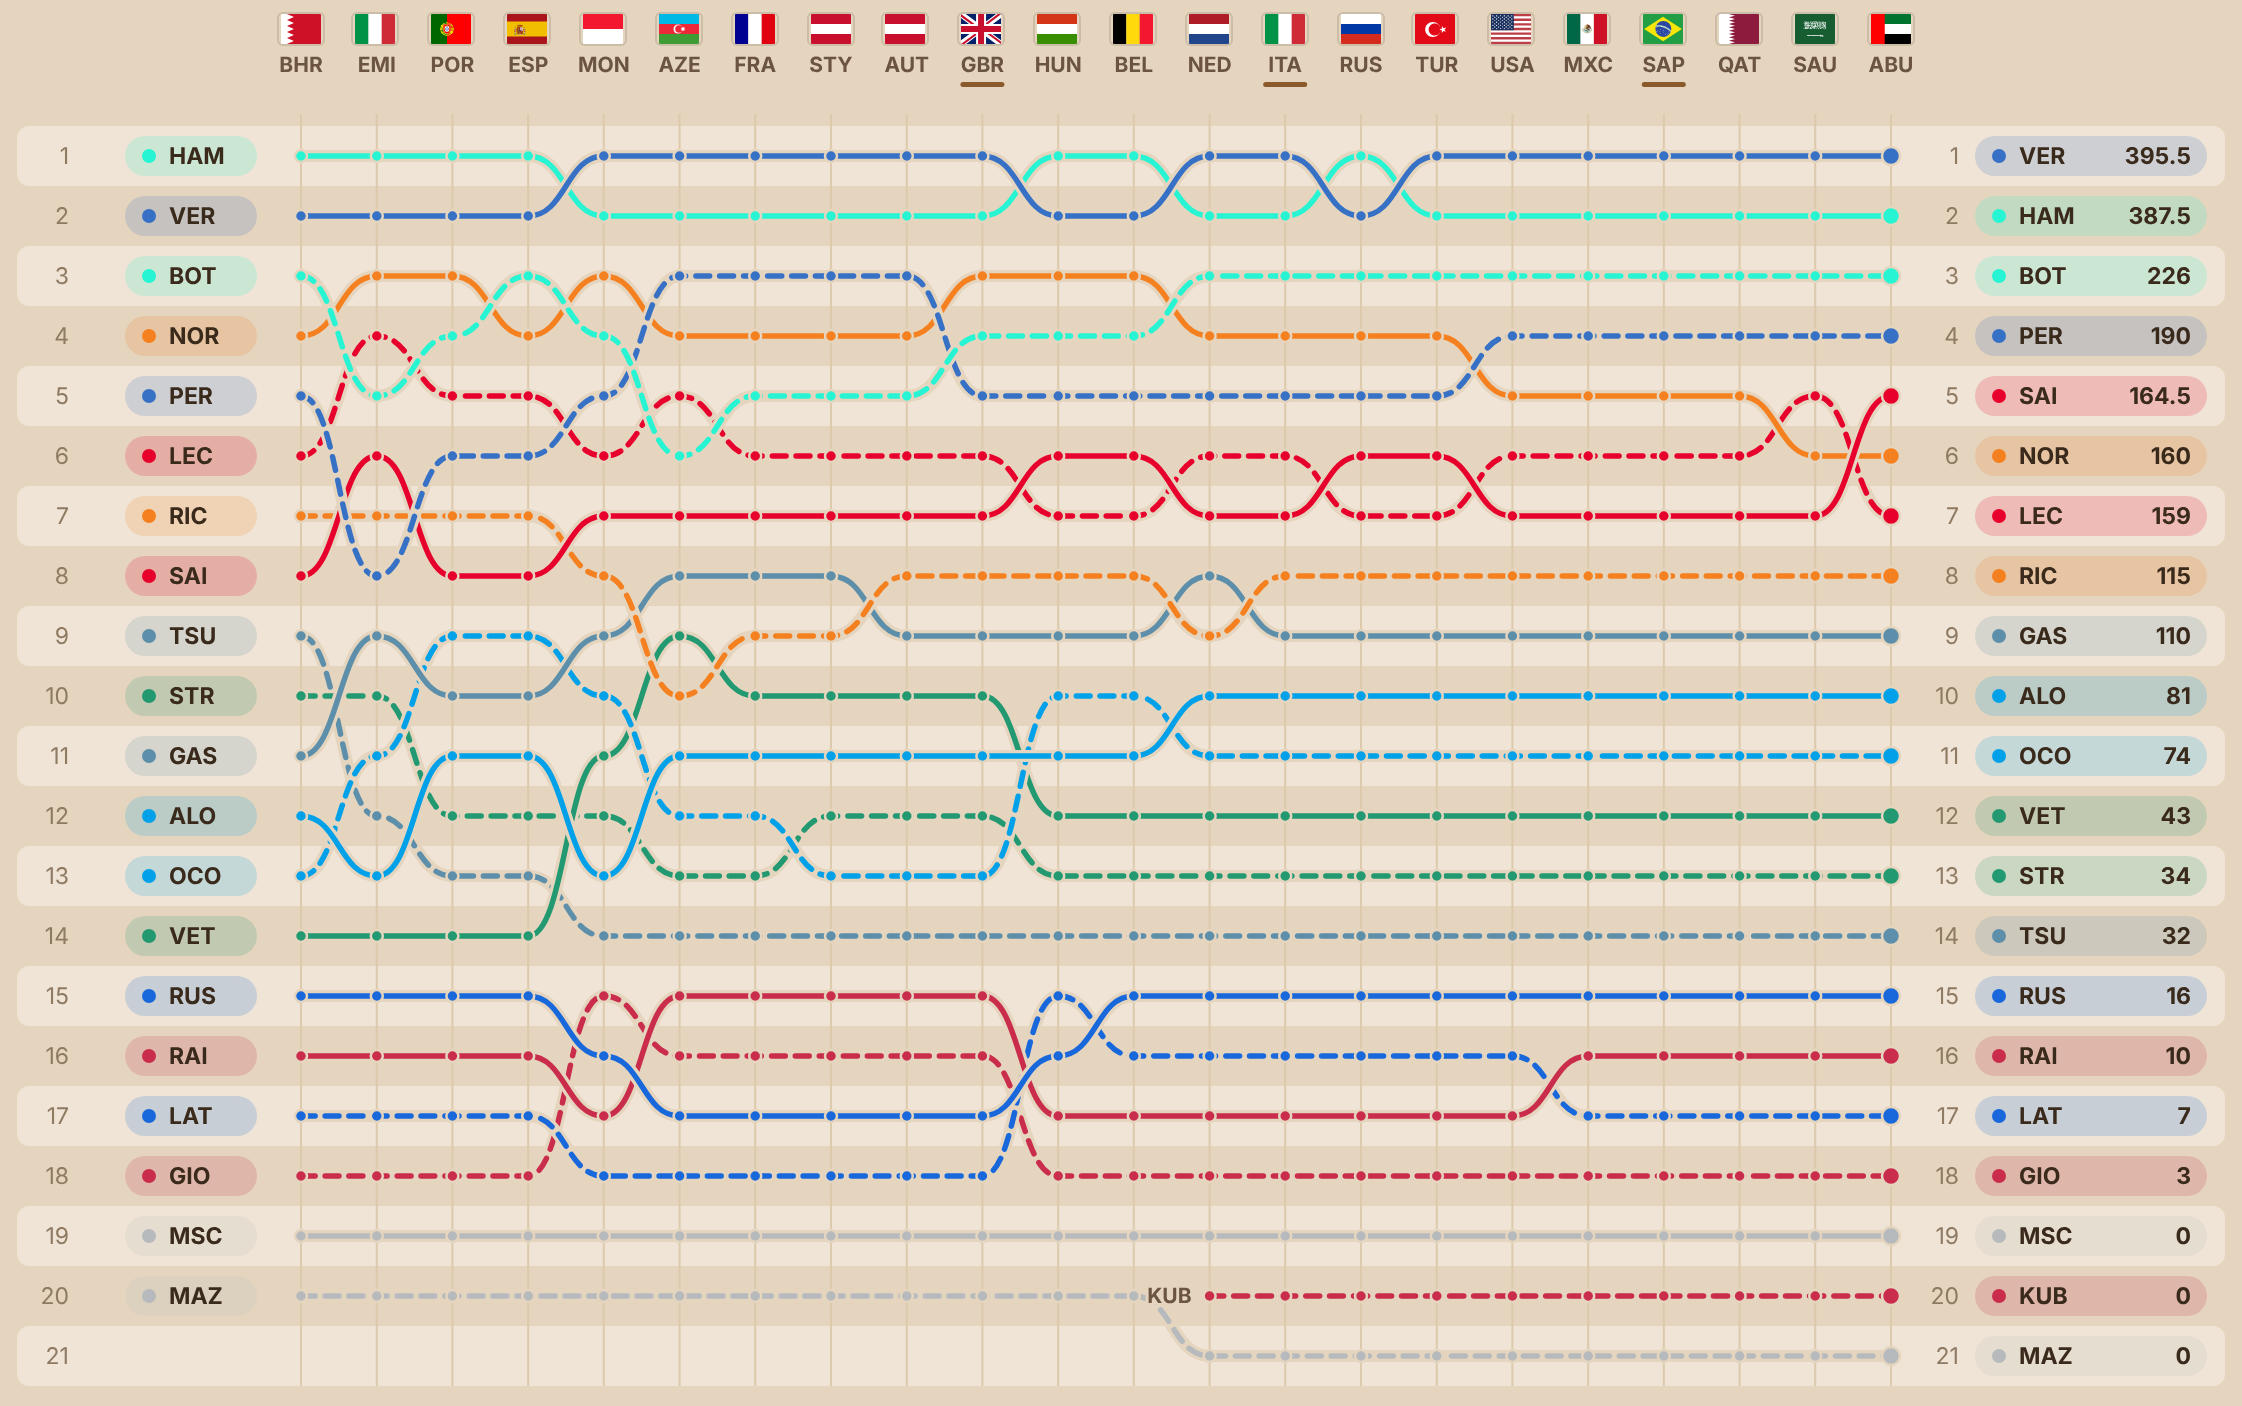 BHR EMI POR ESP MON AZE FRA STY AUT GBR HUN BEL NED ITA RUS TUR USA MXC SAP QAT SAU ABU
1 HAM 1 VER 395.5
2 VER 2 HAM 387.5
3 BOT 3 BOT 226
4 NOR 4 PER 190
5 PER 5 SAI 164.5
6 LEC 6 NOR 160
7 RIC 7 LEC 159
8 SAI 8 RIC 115
9 TSU 9 GAS 110
10 STR 10 ALO 81
11 GAS 11 OCO 74
12 ALO 12 VET 43
13 OCO 13 STR 34
14 VET 14 TSU 32
15 RUS 15 RUS 16
16 RAI 16 RAI 10
17 LAT 17 LAT 7
18 GIO 18 GIO 3
19 MSC 19 MSC 0
20 MAZ KUB 20 KUB 0
21 21 MAZ 0